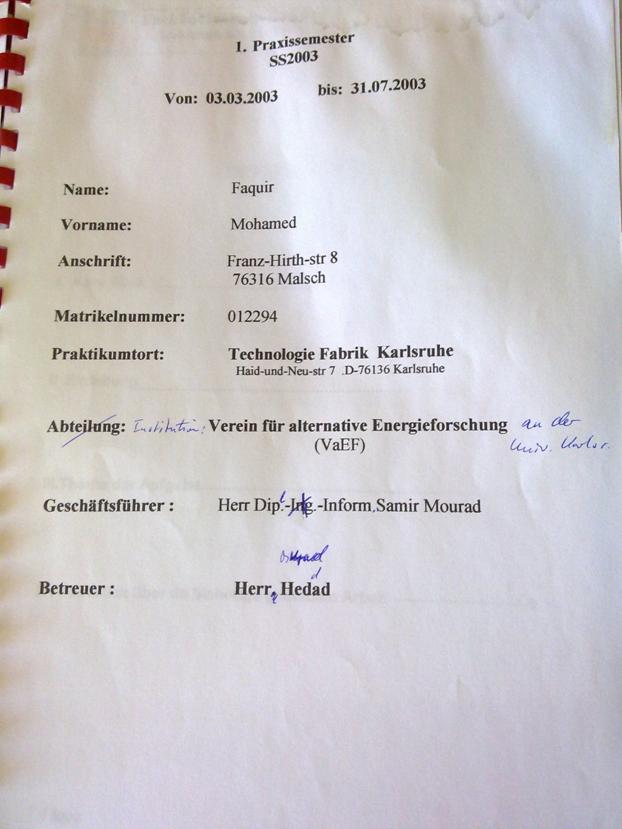 1. Praxissemester
SS2003
Von: 03.03.2003 bis: 31.07.2003
Name: Faquir
Vorname: Mohamed
Anschrift: Franz-Hirth-str 8
76316 Malsch
Matrikelnummer: 012294
Praktikumtort: Technologie Fabrik Karlsruhe
Haid-und-Neu-str 7 .D-76136 Karlsruhe
Abteilung: Institution: Verein für alternative Energieforschung an der
(VaEF) Univ.
Geschäftsführer : Herr Dipl.-Ing.-Inform.Samir Mourad
Betreuer : Herr Hedad